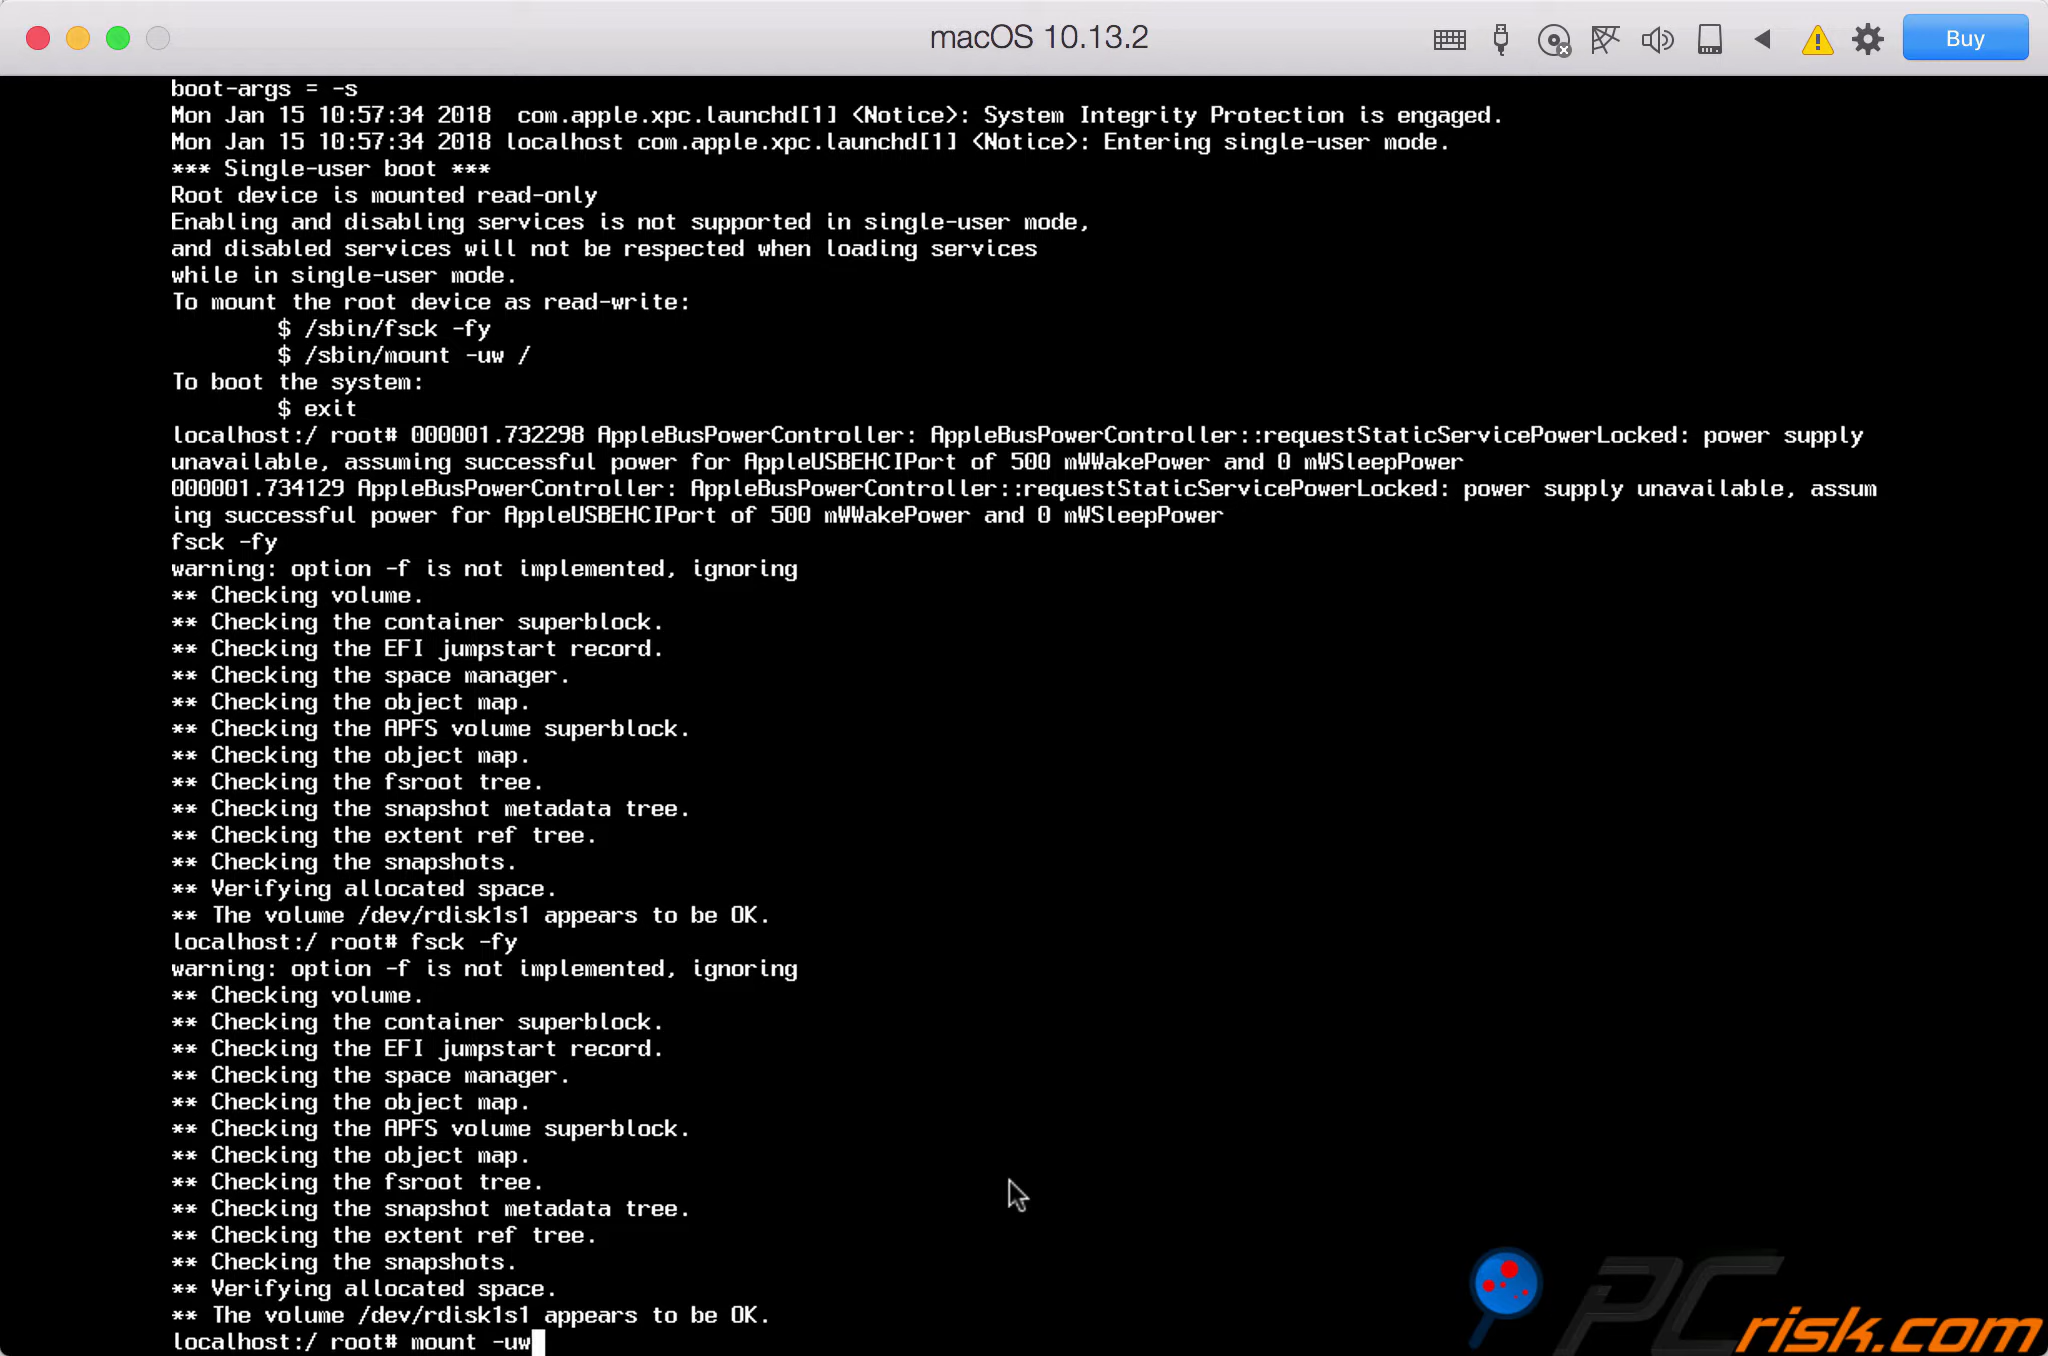 macOS 10.13.2
Buy
boot-args = -s
Mon Jan 15 10:57:34 2018  com.apple.xpc.launchd[1] <Notice>: System Integrity Protection is engaged.
Mon Jan 15 10:57:34 2018 localhost com.apple.xpc.launchd[1] <Notice>: Entering single-user mode.
*** Single-user boot ***
Root device is mounted read-only
Enabling and disabling services is not supported in single-user mode,
and disabled services will not be respected when loading services
while in single-user mode.
To mount the root device as read-write:
        $ /sbin/fsck -fy
        $ /sbin/mount -uw /
To boot the system:
        $ exit
localhost:/ root# 000001.732298 AppleBusPowerController: AppleBusPowerController::requestStaticServicePowerLocked: power supply
unavailable, assuming successful power for AppleUSBEHCIPort of 500 mWWakePower and 0 mWSleepPower
000001.734129 AppleBusPowerController: AppleBusPowerController::requestStaticServicePowerLocked: power supply unavailable, assum
ing successful power for AppleUSBEHCIPort of 500 mWWakePower and 0 mWSleepPower
fsck -fy
warning: option -f is not implemented, ignoring
** Checking volume.
** Checking the container superblock.
** Checking the EFI jumpstart record.
** Checking the space manager.
** Checking the object map.
** Checking the APFS volume superblock.
** Checking the object map.
** Checking the fsroot tree.
** Checking the snapshot metadata tree.
** Checking the extent ref tree.
** Checking the snapshots.
** Verifying allocated space.
** The volume /dev/rdisk1s1 appears to be OK.
localhost:/ root# fsck -fy
warning: option -f is not implemented, ignoring
** Checking volume.
** Checking the container superblock.
** Checking the EFI jumpstart record.
** Checking the space manager.
** Checking the object map.
** Checking the APFS volume superblock.
** Checking the object map.
** Checking the fsroot tree.
** Checking the snapshot metadata tree.
** Checking the extent ref tree.
** Checking the snapshots.
** Verifying allocated space.
** The volume /dev/rdisk1s1 appears to be OK.
localhost:/ root# mount -uw
PCrisk.com